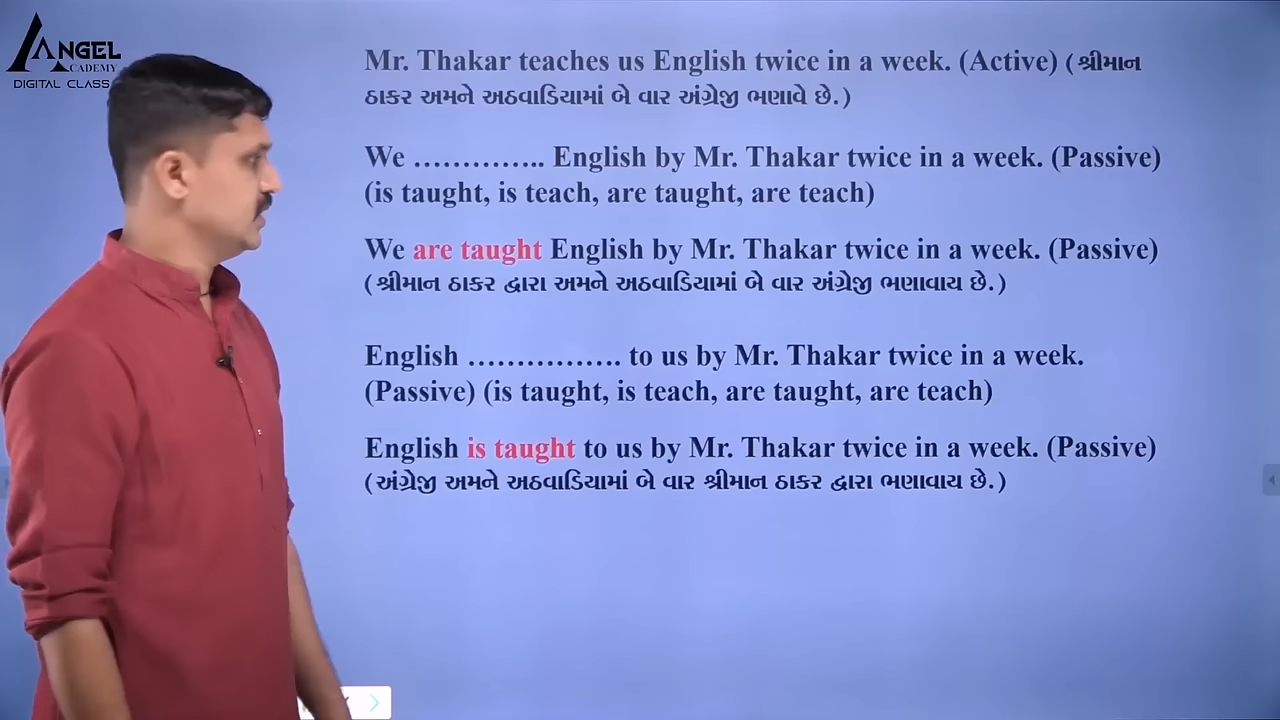 ANGEL
ACADEMY
DIGITAL CLASS
Mr. Thakar teaches us English twice in a week. (Active) (શ્રીમાન
ઠાકર અમને અઠવાડિયામાં બે વાર અંગ્રેજી ભણાવે છે.)
We ………….. English by Mr. Thakar twice in a week. (Passive)
(is taught, is teach, are taught, are teach)
We are taught English by Mr. Thakar twice in a week. (Passive)
(શ્રીમાન ઠાકર દ્વારા અમને અઠવાડિયામાં બે વાર અંગ્રેજી ભણાવાય છે.)
English ……………. to us by Mr. Thakar twice in a week.
(Passive) (is taught, is teach, are taught, are teach)
English is taught to us by Mr. Thakar twice in a week. (Passive)
(અંગ્રેજી અમને અઠવાડિયામાં બે વાર શ્રીમાન ઠાકર દ્વારા ભણાવાય છે.)